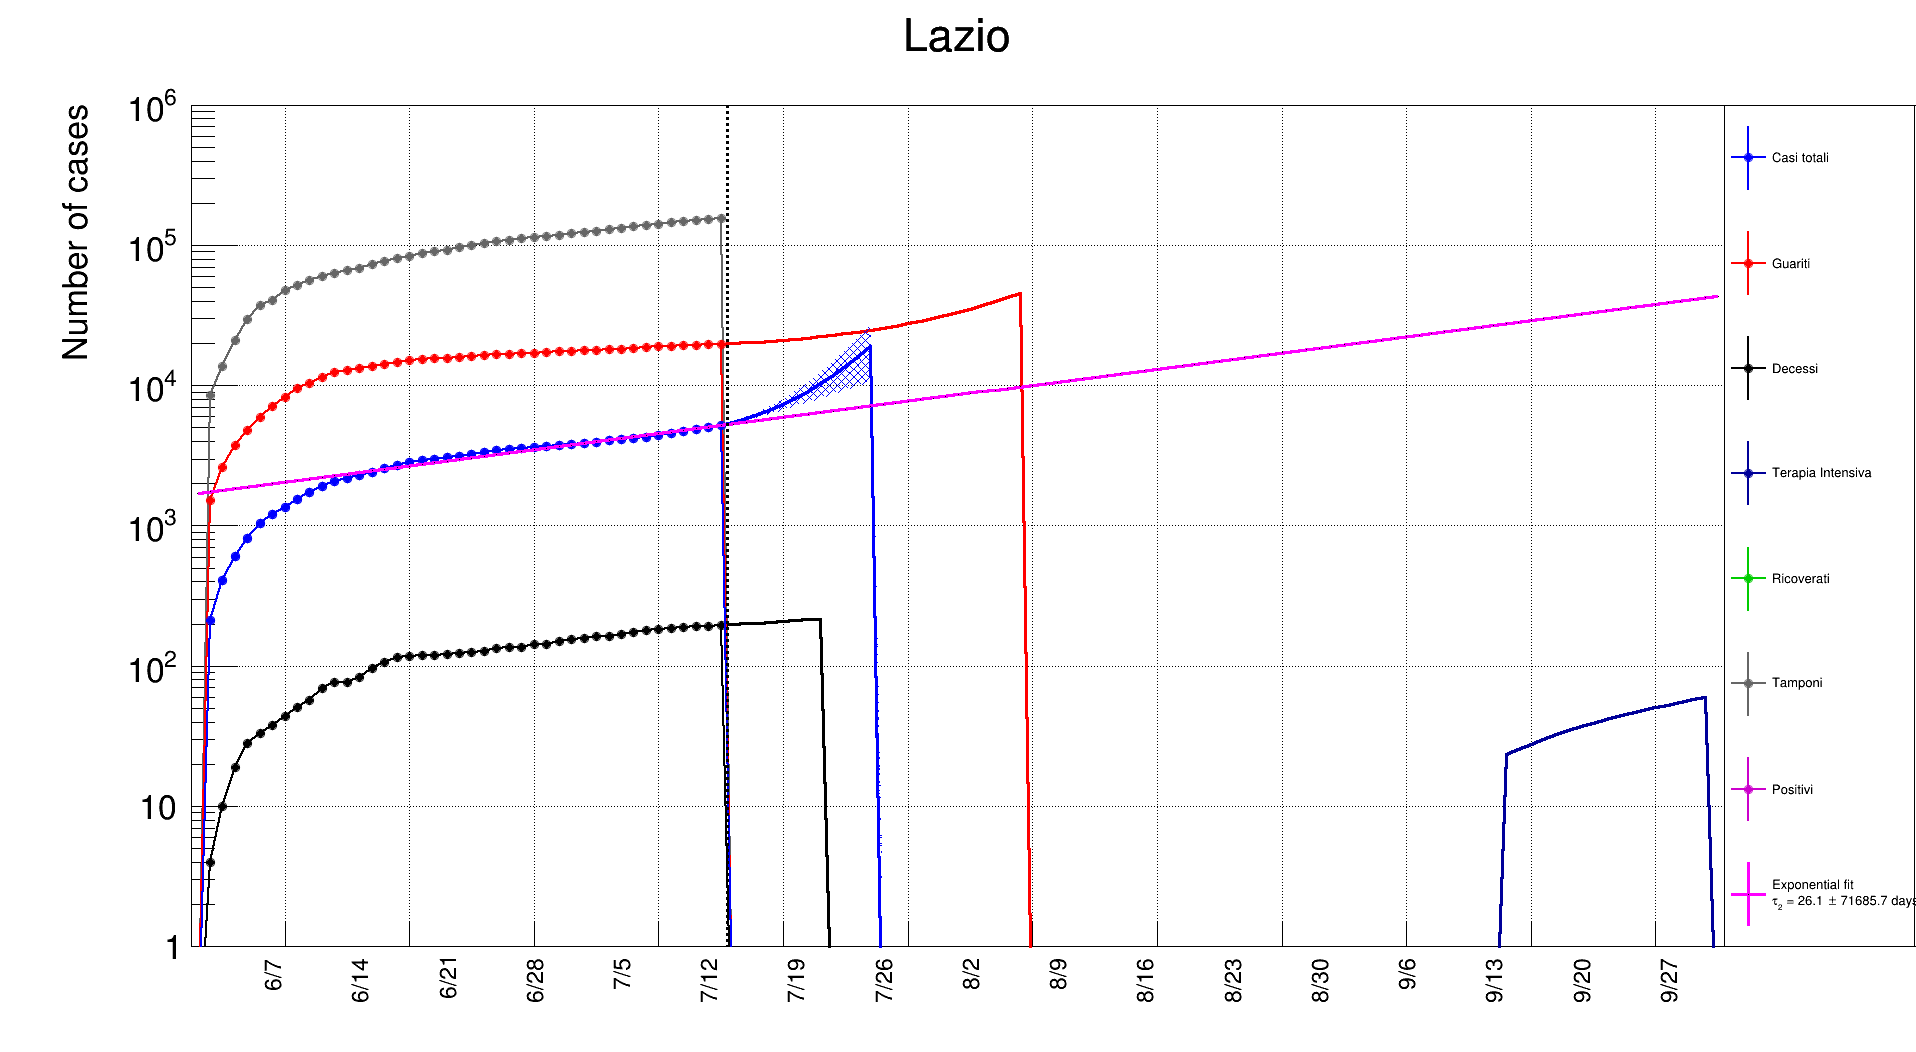 Lazio
Number of cases
10^6
10^5
10^4
10^3
10^2
10
1
6/7
6/14
6/21
6/28
7/5
7/12
7/19
7/26
8/2
8/9
8/16
8/23
8/30
9/6
9/13
9/20
9/27
Casi totali
Guariti
Decessi
Terapia Intensiva
Ricoverati
Tamponi
Positivi
Exponential fit
τ_2 = 26.1 ± 71685.7 days